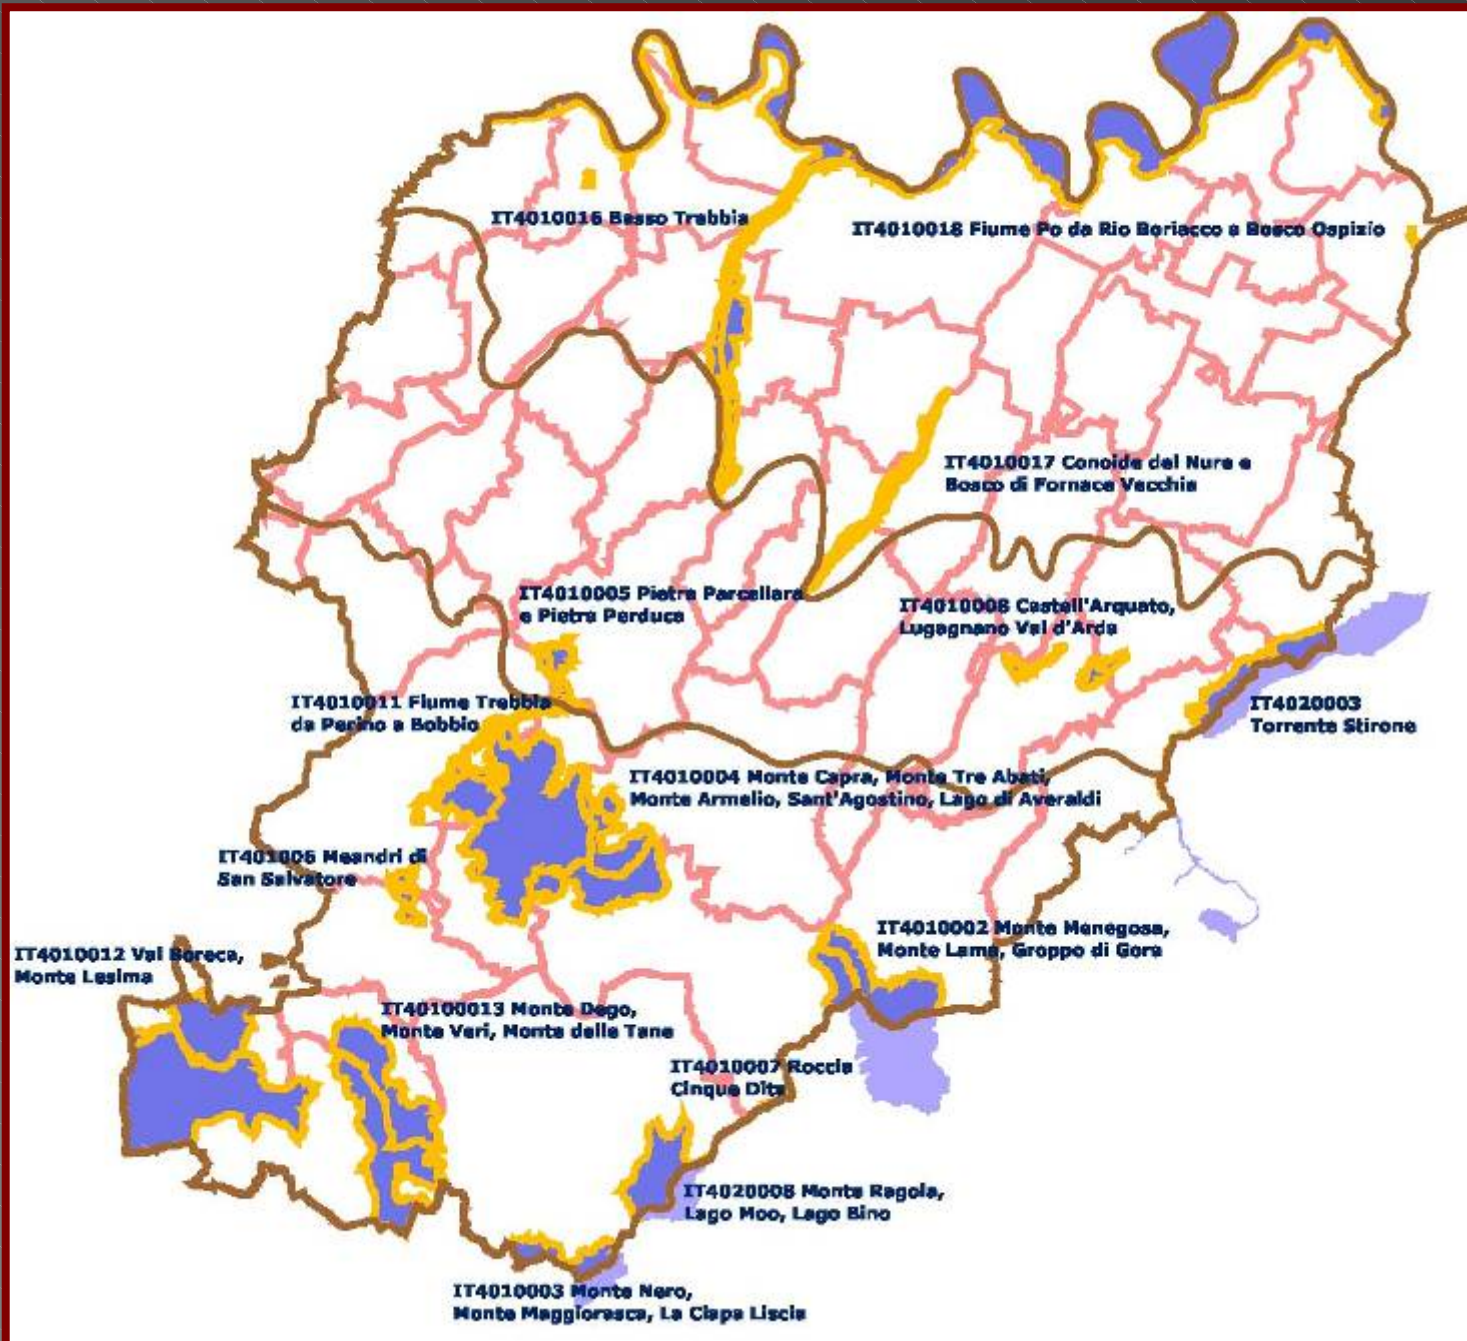 IT4010016 Basso Trebbia
IT4010018 Fiume Po da Rio Boriacco a Bosco Ospizio
IT4010017 Conoide del Nure e
Bosco di Fornace Vecchia
IT4010005 Pietra Parcellara
e Pietra Perduca
IT4010008 Castell'Arquato,
Lugagnano Val d'Arda
IT4010011 Fiume Trebbia
da Perino a Bobbio
IT4020003
Torrente Stirone
IT4010004 Monte Capra, Monte Tre Abati,
Monte Armelio, Sant'Agostino, Lago di Averaldi
IT401006 Meandri di
San Salvatore
IT4010002 Monte Menegosa,
Monte Lama, Groppo di Gora
IT4010012 Val Boreca,
Monte Lesima
IT40100013 Monte Dego,
Monte Veri, Monte delle Tane
IT4010007 Roccia
Cinque Dita
IT4020008 Monte Ragola,
Lago Moo, Lago Bino
IT4010003 Monte Nero,
Monte Maggiorasca, La Ciapa Liscia